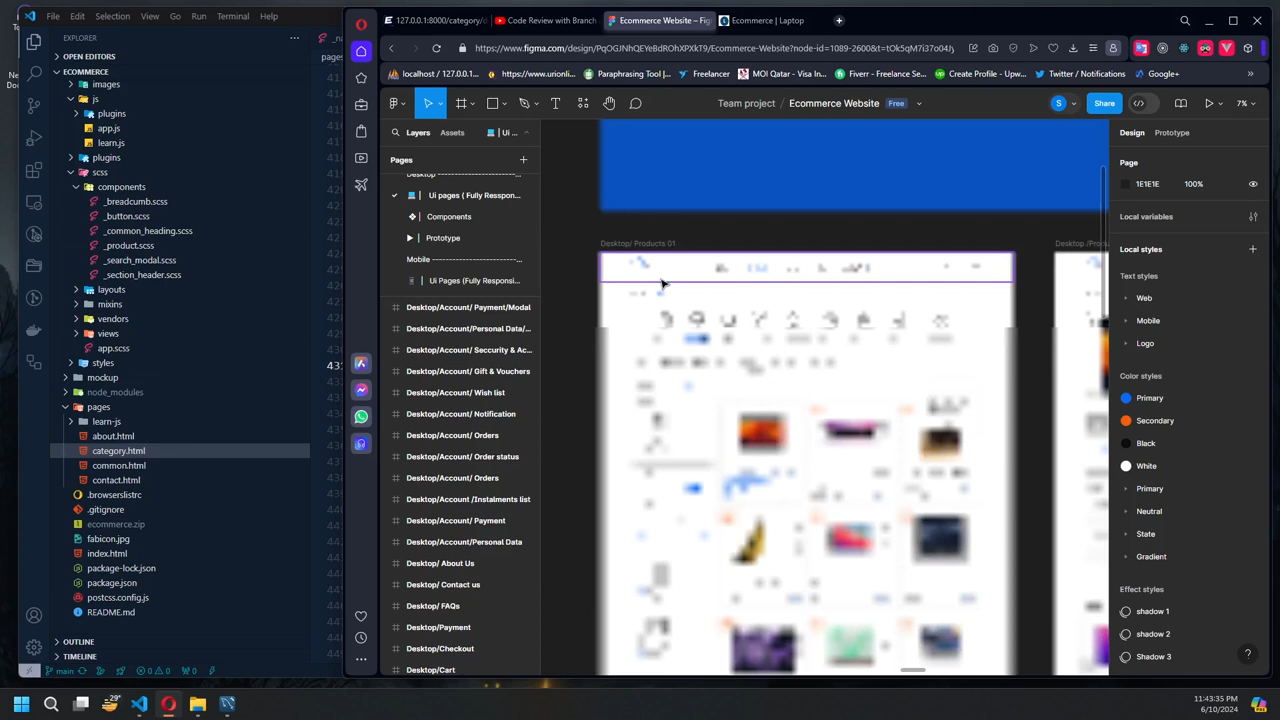 File Edit Selection View Go Run Terminal Help
EXPLORER
OPEN EDITORS
ECOMMERCE
images
js
plugins
app.js
learn.js
plugins
scss
components
_breadcumb.scss
_button.scss
_common_heading.scss
_product.scss
_search_modal.scss
_section_header.scss
layouts
mixins
vendors
views
app.scss
styles
mockup
node_modules
pages
learn-js
about.html
category.html
common.html
contact.html
.browserslistrc
.gitignore
ecommerce.zip
fabicon.jpg
index.html
package-lock.json
package.json
postcss.config.js
README.md
OUTLINE
TIMELINE
main
0 0
127.0.0.1:8000/category/
Code Review with Branch
Ecommerce Website – Fig
Ecommerce | Laptop
https://www.figma.com/design/PqOGJNhQEYeBdROhXPXkT9/Ecommerce-Website?node-id=1089-2600&t=tOk5qM7i37o04Jy
localhost / 127.0.0.1
https://www.urionli...
Paraphrasing Tool |...
Freelancer
MOI Qatar - Visa In...
Fiverr - Freelance Se...
Create Profile - Upw...
Twitter / Notifications
Google+
Team project / Ecommerce Website Free
S
Share
7%
Layers Assets | Ui ...
Pages
Ui pages ( Fully Resspon...
Components
Prototype
Mobile -------------------------...
Ui Pages (Fully Responsi...
Desktop/Account/ Payment/Modal
Desktop/Account/Personal Data/...
Desktop/Account/ Seccurity & Ac...
Desktop/Account/ Gift & Vouchers
Desktop/Account/ Wish list
Desktop/Account/ Notification
Desktop/Account/ Orders
Desktop/Account/ Order status
Desktop/Account/ Orders
Desktop/Account /Instalments list
Desktop/Account/ Payment
Desktop/Account/Personal Data
Desktop/ About Us
Desktop/ Contact us
Desktop/ FAQs
Desktop/Payment
Desktop/Checkout
Desktop/Cart
Desktop/ Products 01
Desktop /Produ
Design Prototype
Page
1E1E1E 100%
Local variables
Local styles
Text styles
Web
Mobile
Logo
Color styles
Primary
Secondary
Black
White
Primary
Neutral
State
Gradient
Effect styles
shadow 1
shadow 2
Shadow 3
?
29°
11:43:35 PM
6/10/2024